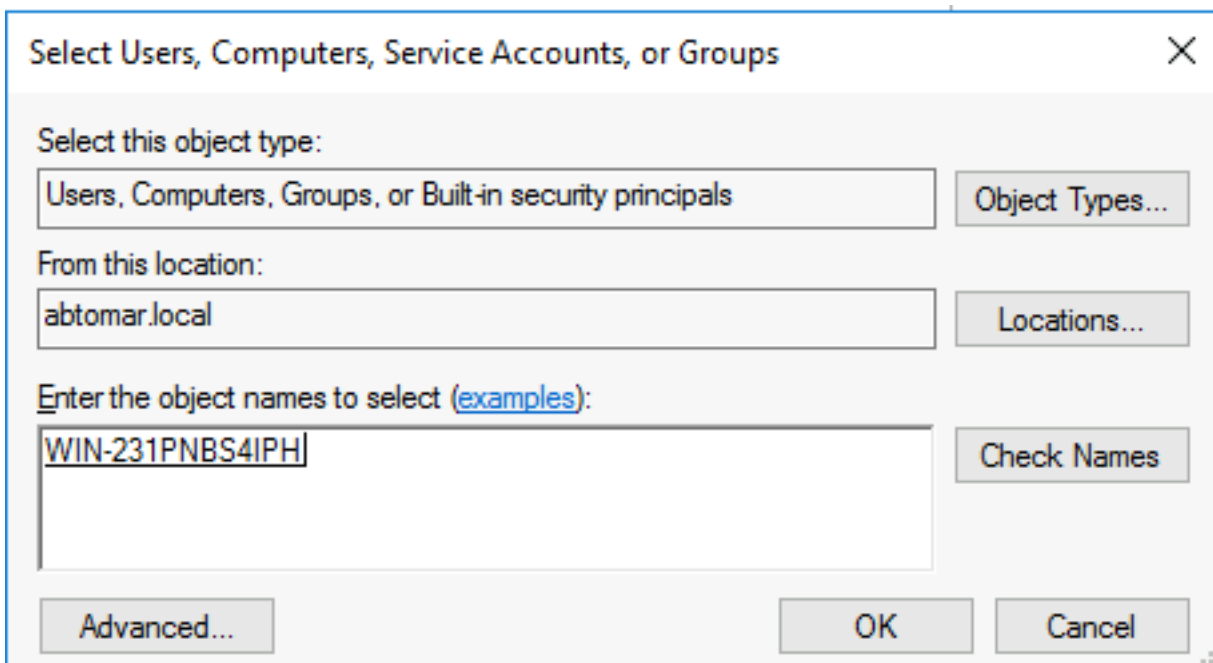 Select Users, Computers, Service Accounts, or Groups
Select this object type:
Users, Computers, Groups, or Built-in security principals
Object Types...
From this location:
abtomar.local
Locations...
Enter the object names to select (examples):
WIN-231PNBS4IPH
Check Names
Advanced...
OK
Cancel